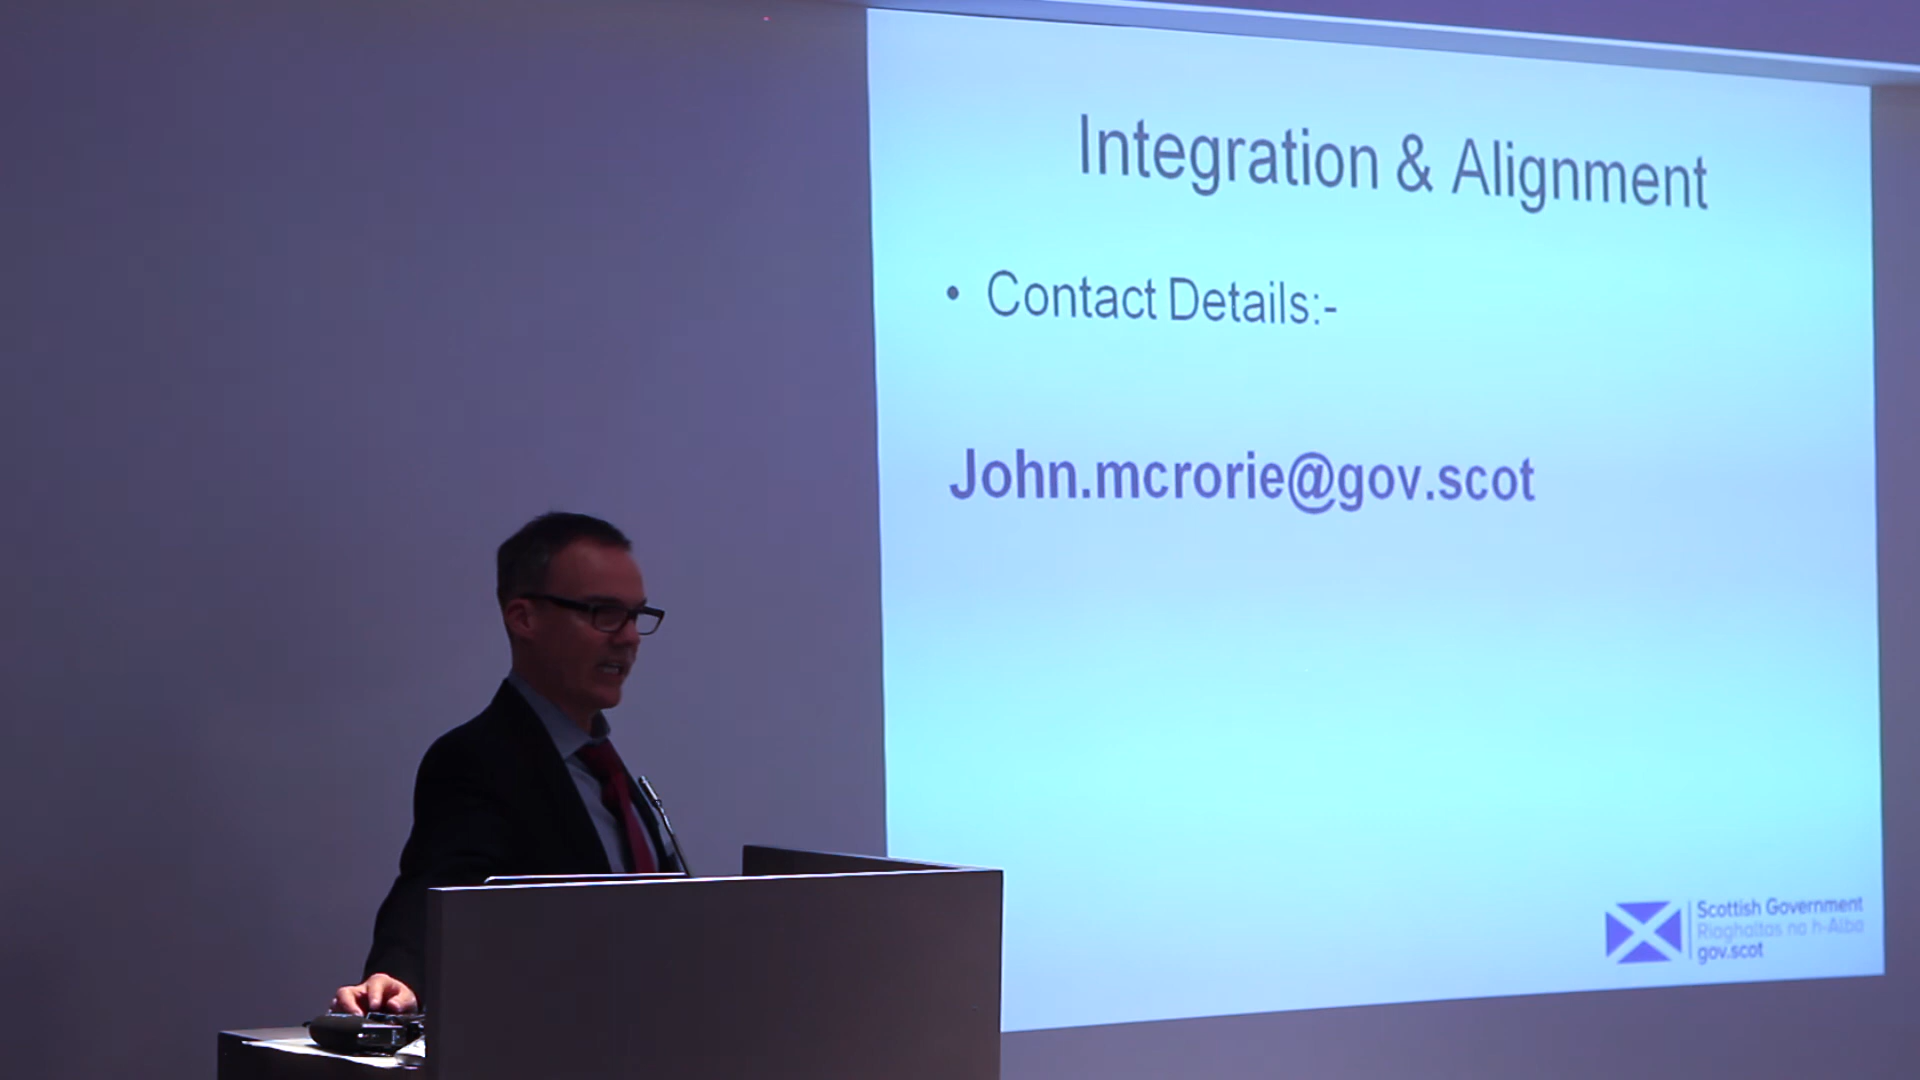 Integration & Alignment
• Contact Details:-
John.mcrorie@gov.scot
Scottish Government
Riaghaltas na h-Alba
gov.scot